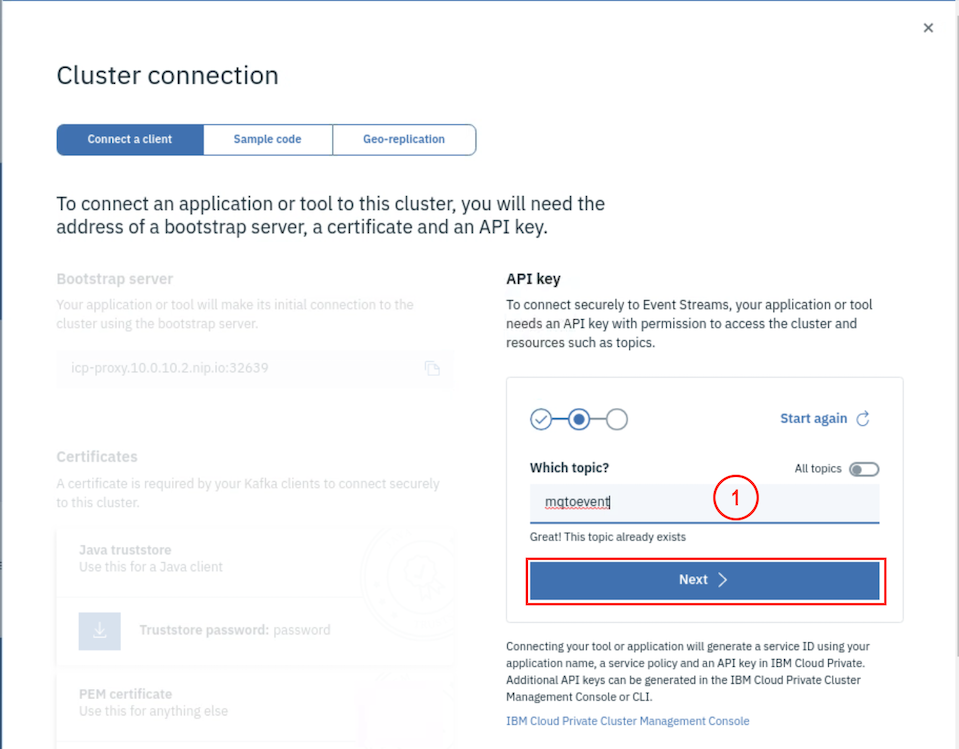 Cluster connection
Connect a client
Sample code
Geo-replication
To connect an application or tool to this cluster, you will need the
address of a bootstrap server, a certificate and an API key.
Bootstrap server
Your application or tool will make its initial connection to the
cluster using the bootstrap server.
icp-proxy.10.0.10.2.nip.io:32639
Certificates
A certificate is required by your Kafka clients to connect securely
to this cluster.
Java truststore
Use this for a Java client
Truststore password: password
PEM certificate
Use this for anything else
API key
To connect securely to Event Streams, your application or tool
needs an API key with permission to access the cluster and
resources such as topics.
Start again
Which topic?
All topics
mqtoevent
1
Great! This topic already exists
Next
Connecting your tool or application will generate a service ID using your
application name, a service policy and an API key in IBM Cloud Private.
Additional API keys can be generated in the IBM Cloud Private Cluster
Management Console or CLI.
IBM Cloud Private Cluster Management Console